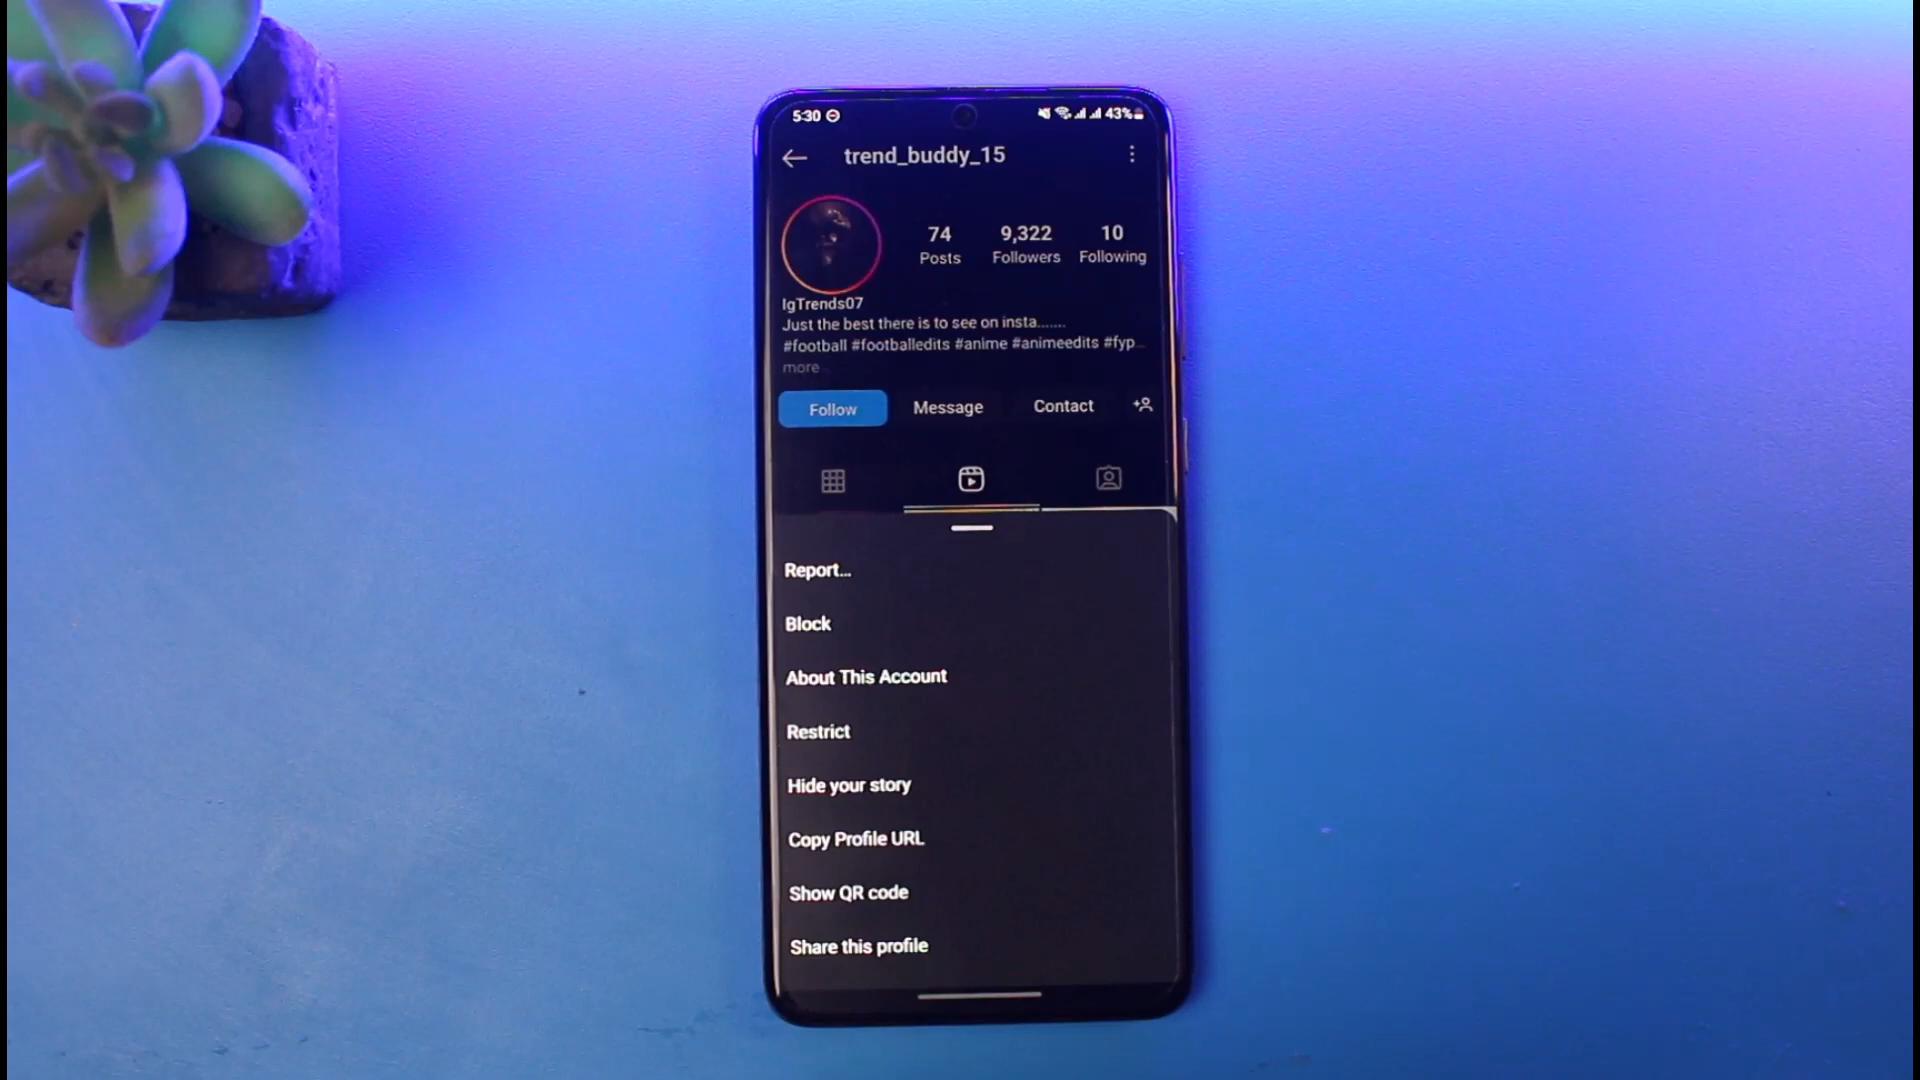 5:30
43%
trend_buddy_15
74 9,322 10
Posts Followers Following
IgTrends07
Just the best there is to see on insta.......
#football #footballedits #anime #animeedits #fyp...
more
Follow Message Contact
Report...
Block
About This Account
Restrict
Hide your story
Copy Profile URL
Show QR code
Share this profile